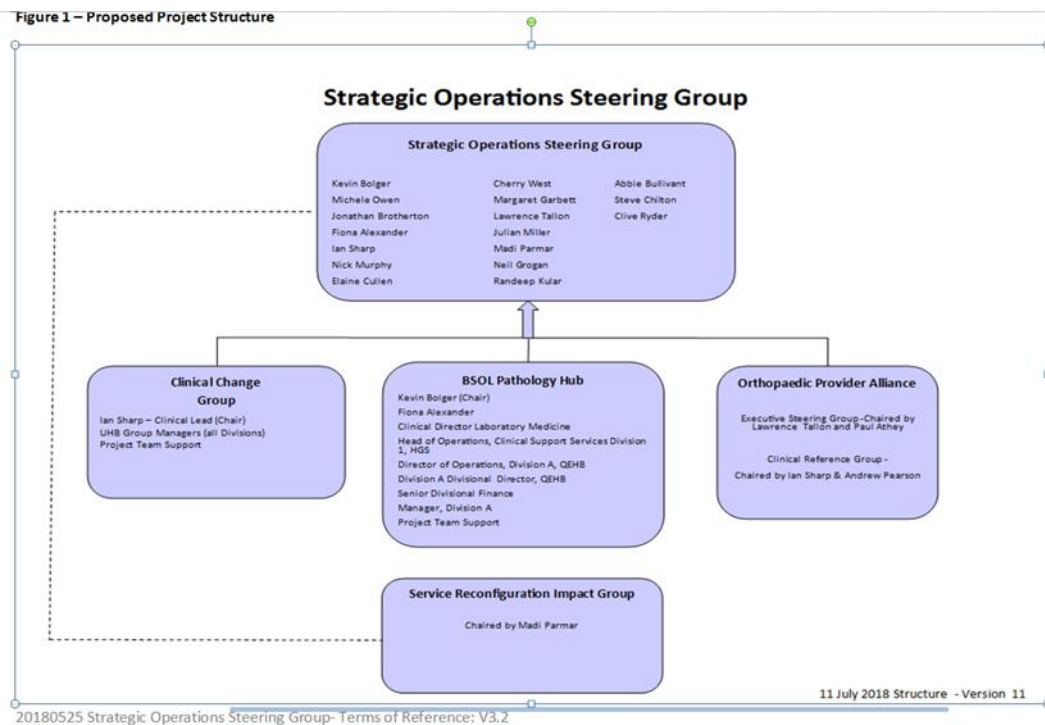 Figure 1 – Proposed Project Structure
Strategic Operations Steering Group
Strategic Operations Steering Group
Kevin Bolger
Michele Owen
Jonathan Brotherton
Fiona Alexander
Ian Sharp
Nick Murphy
Elaine Cullen
Cherry West
Margaret Garbett
Lawrence Tallon
Julian Miller
Madi Parmar
Neil Grogan
Randeep Kular
Abbie Bullivant
Steve Chilton
Clive Ryder
Clinical Change
Group
Ian Sharp – Clinical Lead (Chair)
UHB Group Managers (all Divisions)
Project Team Support
BSOL Pathology Hub
Kevin Bolger (Chair)
Fiona Alexander
Clinical Director Laboratory Medicine
Head of Operations, Clinical Support Services Division
1, HGS
Director of Operations, Division A, QEHB
Division A Divisional Director, QEHB
Senior Divisional Finance
Manager, Division A
Project Team Support
Orthopaedic Provider Alliance
Executive Steering Group-Chaired by
Lawrence Tallon and Paul Athey
Clinical Reference Group -
Chaired by Ian Sharp & Andrew Pearson
Service Reconfiguration Impact Group
Chaired by Madi Parmar
11 July 2018 Structure - Version 11
20180525 Strategic Operations Steering Group- Terms of Reference: V3.2